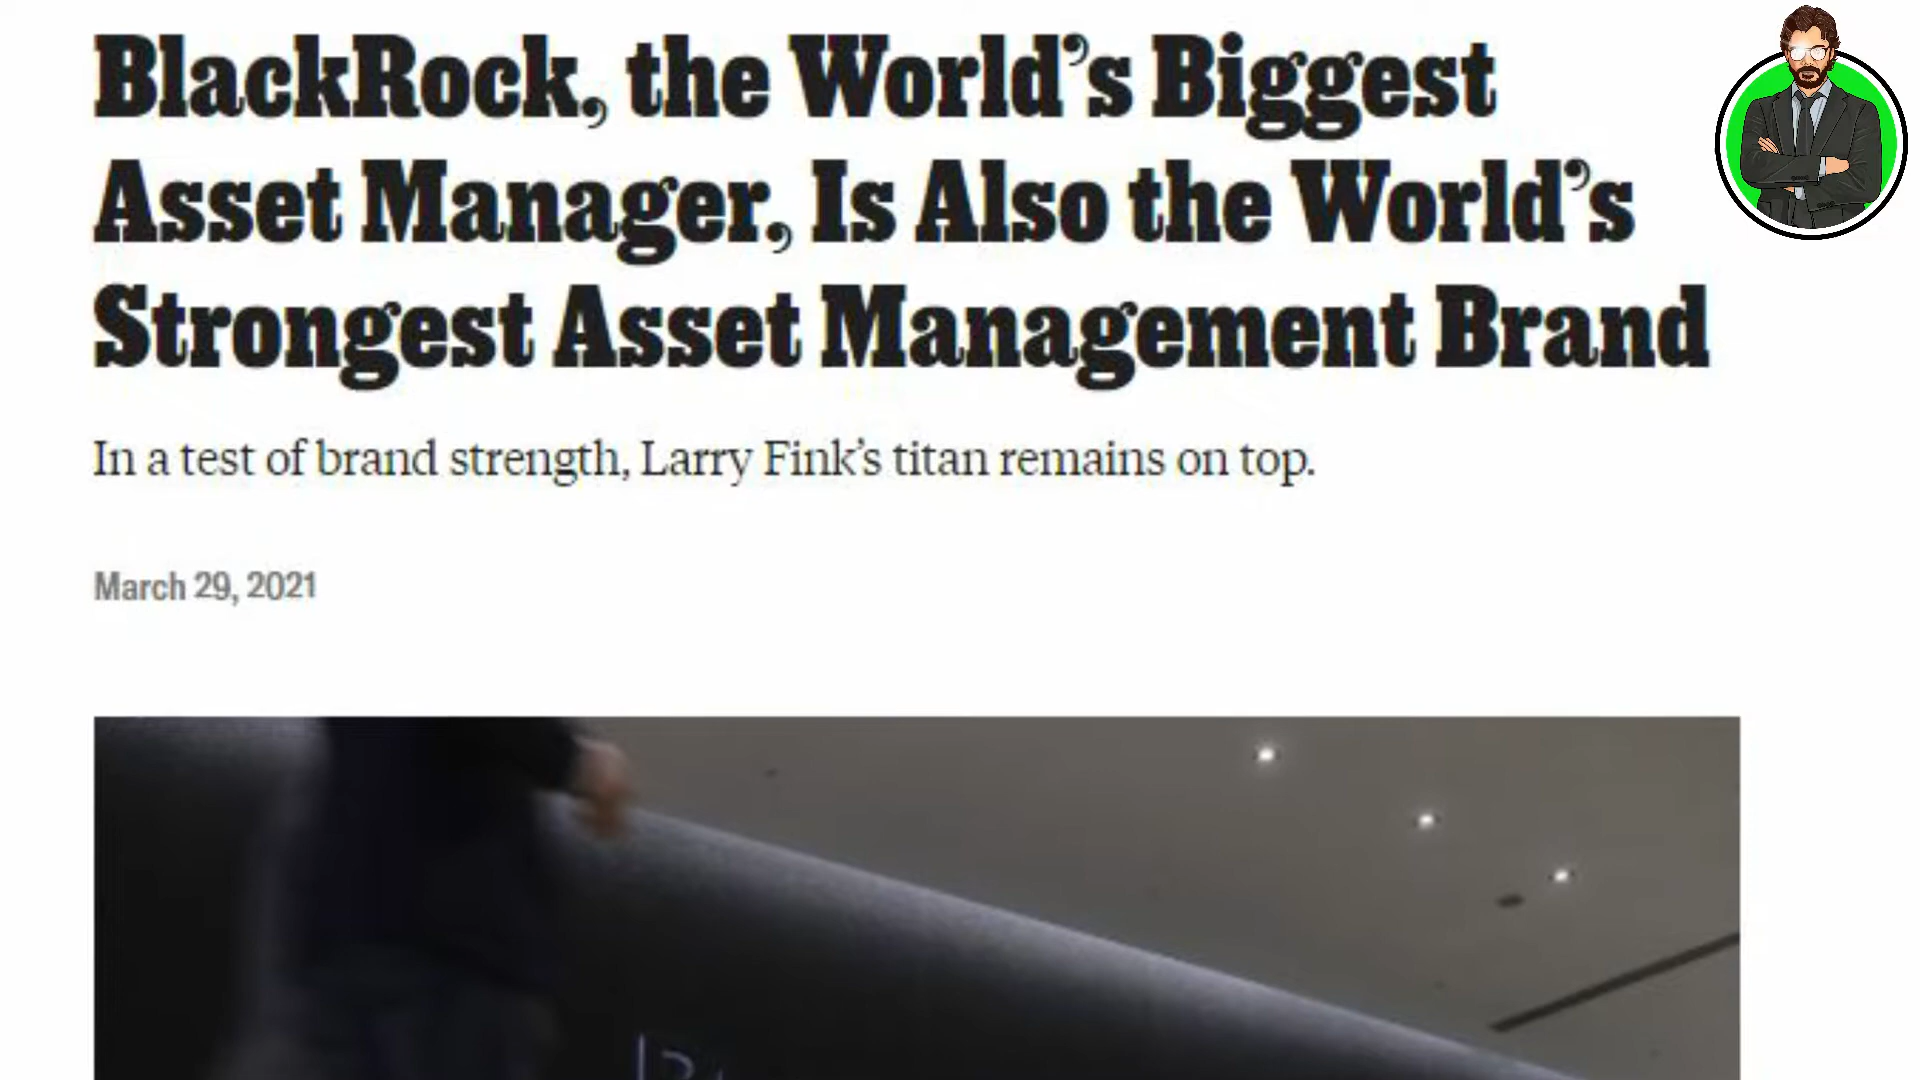 BlackRock, the World’s Biggest
Asset Manager, Is Also the World’s
Strongest Asset Management Brand
In a test of brand strength, Larry Fink’s titan remains on top.
March 29, 2021